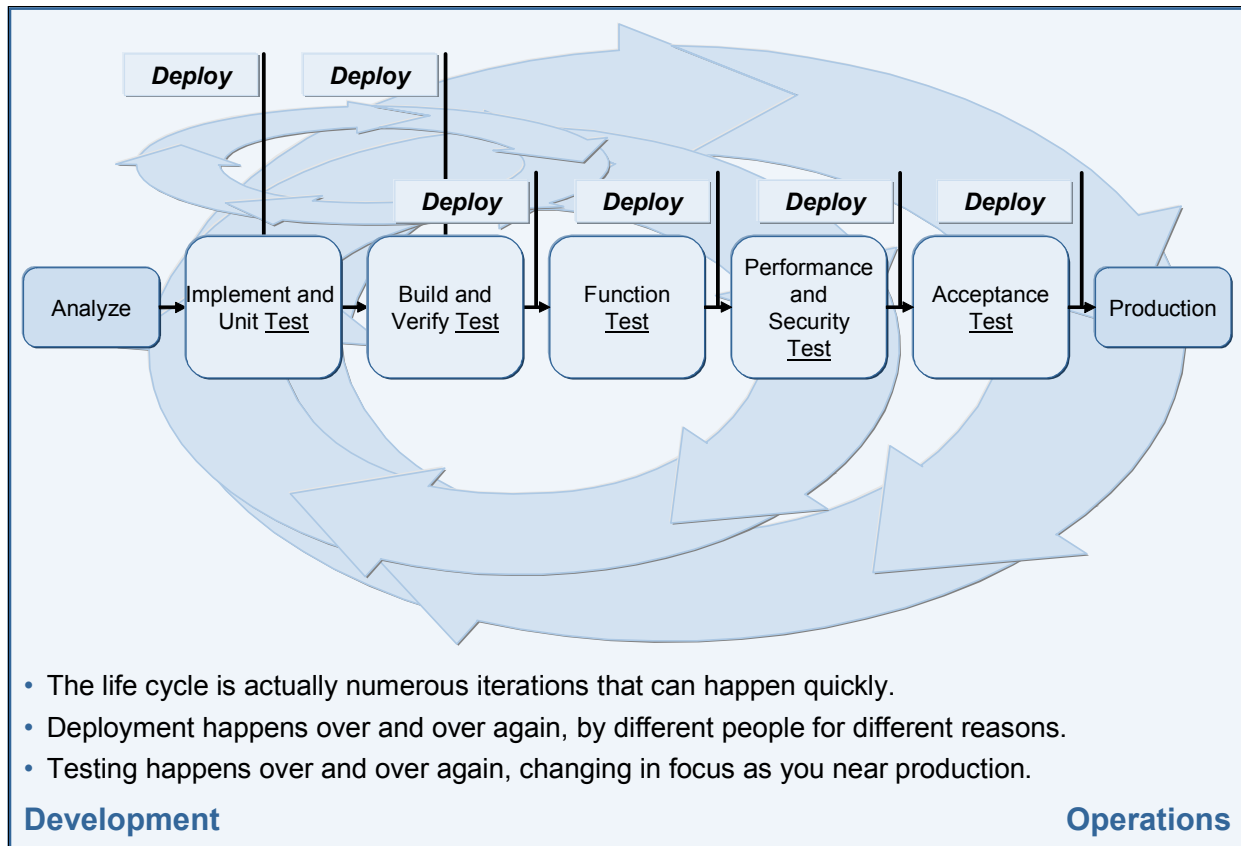 Deploy
Deploy
Deploy
Deploy
Deploy
Deploy
Analyze
Implement and
Unit Test
Build and
Verify Test
Function
Test
Performance
and
Security
Test
Acceptance
Test
Production
• The life cycle is actually numerous iterations that can happen quickly.
• Deployment happens over and over again, by different people for different reasons.
• Testing happens over and over again, changing in focus as you near production.
Development
Operations